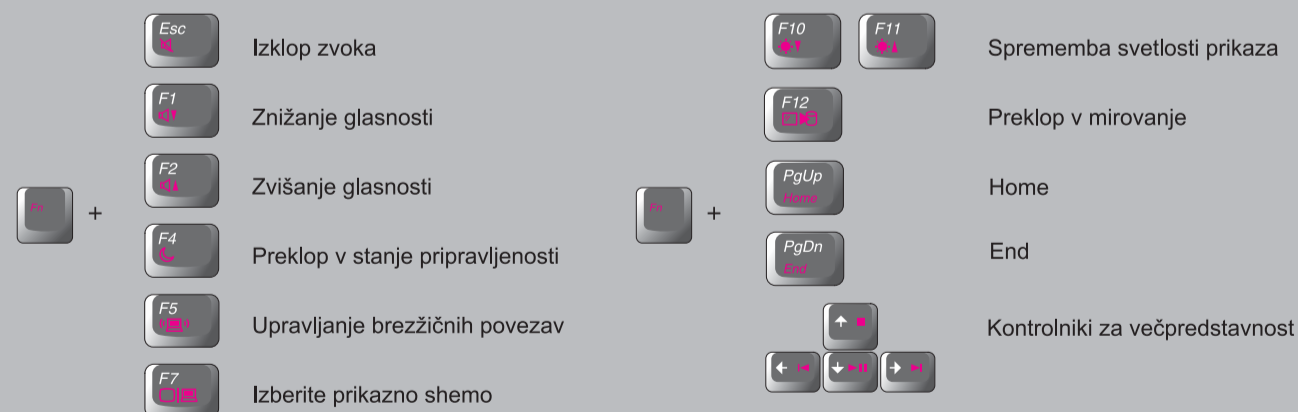 Esc
Izklop zvoka
F1
Znižanje glasnosti
F2
Zvišanje glasnosti
Fn +
F4
Preklop v stanje pripravljenosti
F5
Upravljanje brezžičnih povezav
F7
Izberite prikazno shemo
F10 F11
Sprememba svetlosti prikaza
F12
Preklop v mirovanje
PgUp
Home
Home
Fn +
PgDn
End
End
Kontrolniki za večpredstavnost